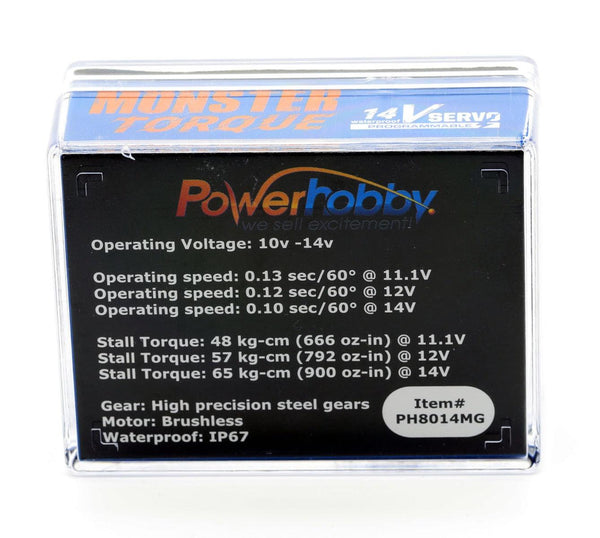 MONSTER
TORQUE
14V SERVO
waterproof
PROGRAMMABLE
Powerhobby.
we sell excitement!
Operating Voltage: 10v -14v
Operating speed: 0.13 sec/60° @ 11.1V
Operating speed: 0.12 sec/60° @ 12V
Operating speed: 0.10 sec/60° @ 14V
Stall Torque: 48 kg-cm (666 oz-in) @ 11.1V
Stall Torque: 57 kg-cm (792 oz-in) @ 12V
Stall Torque: 65 kg-cm (900 oz-in) @ 14V
Gear: High precision steel gears
Motor: Brushless
Waterproof: IP67
Item#
PH8014MG